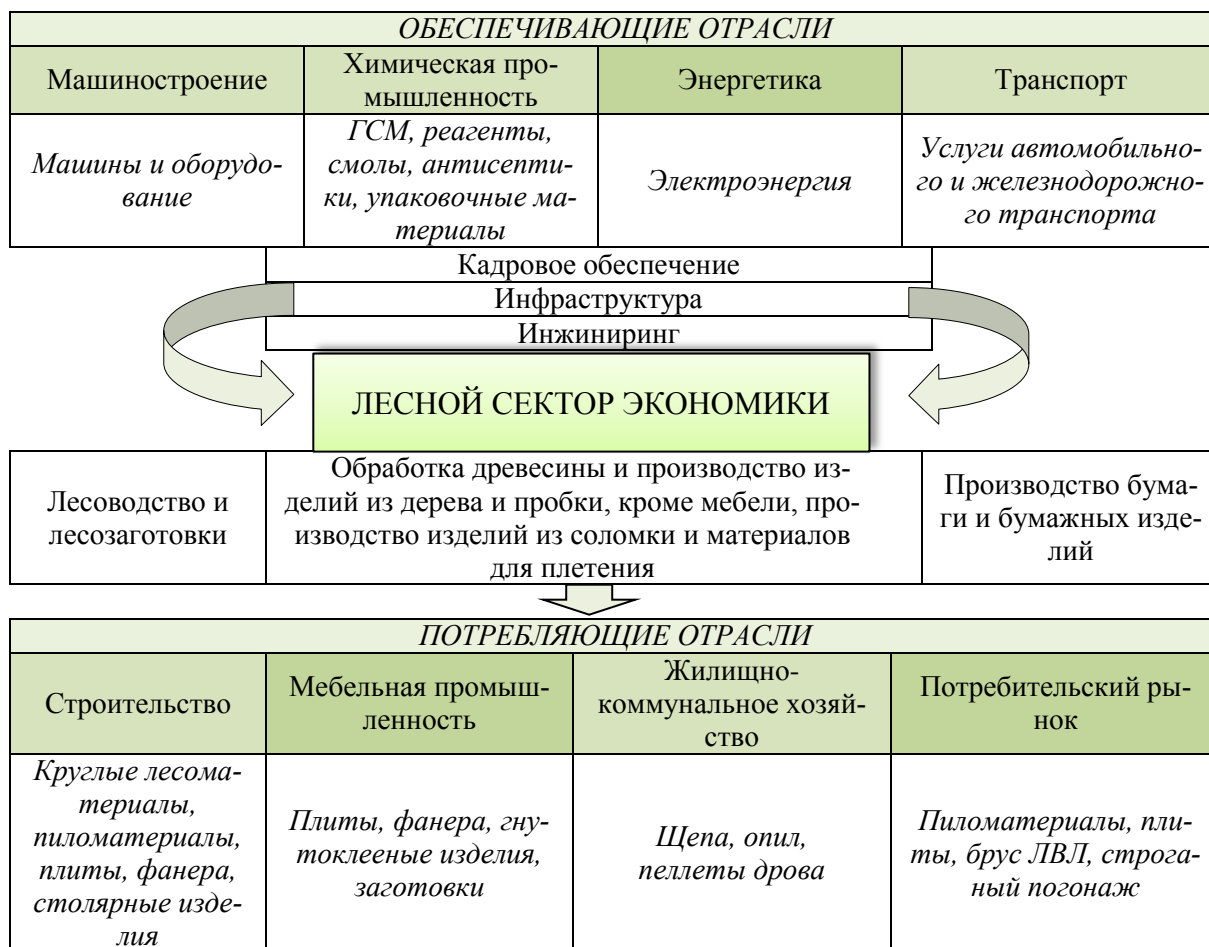 ОБЕСПЕЧИВАЮЩИЕ ОТРАСЛИ
Машиностроение
Химическая про-
мышленность
Энергетика
Транспорт
Машины и оборудо-
вание
ГСМ, реагенты,
смолы, антисепти-
ки, упаковочные ма-
териалы
Электроэнергия
Услуги автомобильно-
го и железнодорожно-
го транспорта
Кадровое обеспечение
Инфраструктура
Инжиниринг
ЛЕСНОЙ СЕКТОР ЭКОНОМИКИ
Лесоводство и
лесозаготовки
Обработка древесины и производство из-
делий из дерева и пробки, кроме мебели, про-
изводство изделий из соломки и материалов
для плетения
Производство бума-
ги и бумажных изде-
лий
ПОТРЕБЛЯЮЩИЕ ОТРАСЛИ
Строительство
Мебельная промыш-
ленность
Жилищно-
коммунальное хозяй-
ство
Потребительский ры-
нок
Круглые лесома-
териалы,
пиломатериалы,
плиты, фанера,
столярные изде-
лия
Плиты, фанера, гну-
токлееные изделия,
заготовки
Щепа, опил,
пеллеты дрова
Пиломатериалы, пли-
ты, брус ЛВЛ, строга-
ный погонаж